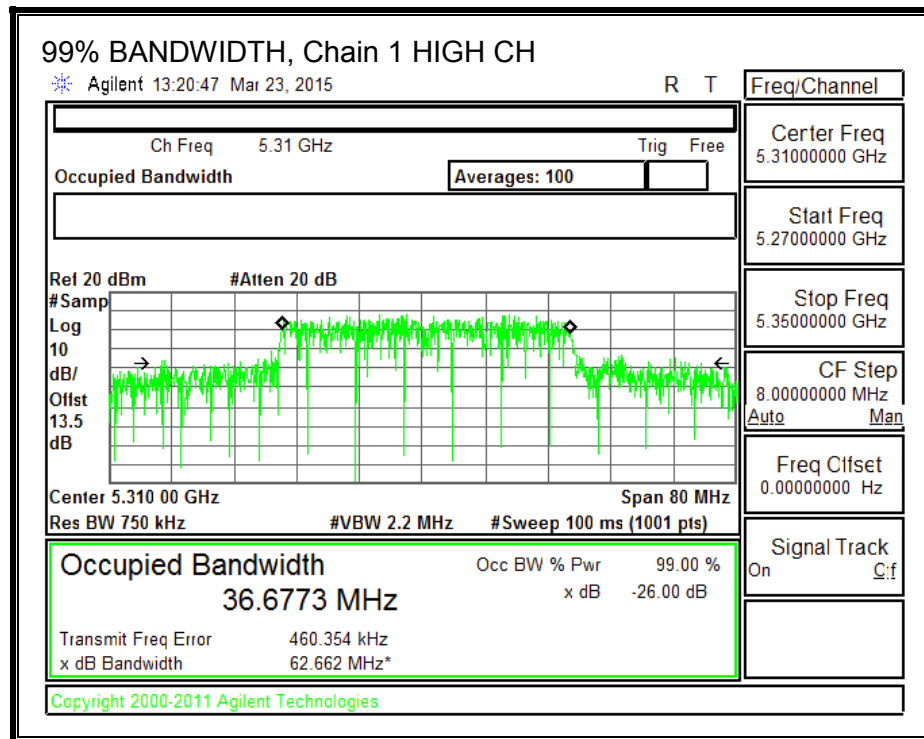 99% BANDWIDTH, Chain 1 HIGH CH
Agilent 13:20:47 Mar 23, 2015 R T
Freq/Channel
Ch Freq 5.31 GHz Trig Free
Occupied Bandwidth Averages: 100
Center Freq
5.31000000 GHz
Start Freq
5.27000000 GHz
Stop Freq
5.35000000 GHz
CF Step
8.00000000 MHz
Auto Man
Freq Offset
0.00000000 Hz
Signal Track
On Off
Ref 20 dBm #Atten 20 dB
#Samp
Log
10
dB/
Offst
13.5
dB
Center 5.310 00 GHz Span 80 MHz
Res BW 750 kHz #VBW 2.2 MHz #Sweep 100 ms (1001 pts)
Occupied Bandwidth Occ BW % Pwr 99.00 %
36.6773 MHz x dB -26.00 dB
Transmit Freq Error 460.354 kHz
x dB Bandwidth 62.662 MHz*
Copyright 2000-2011 Agilent Technologies